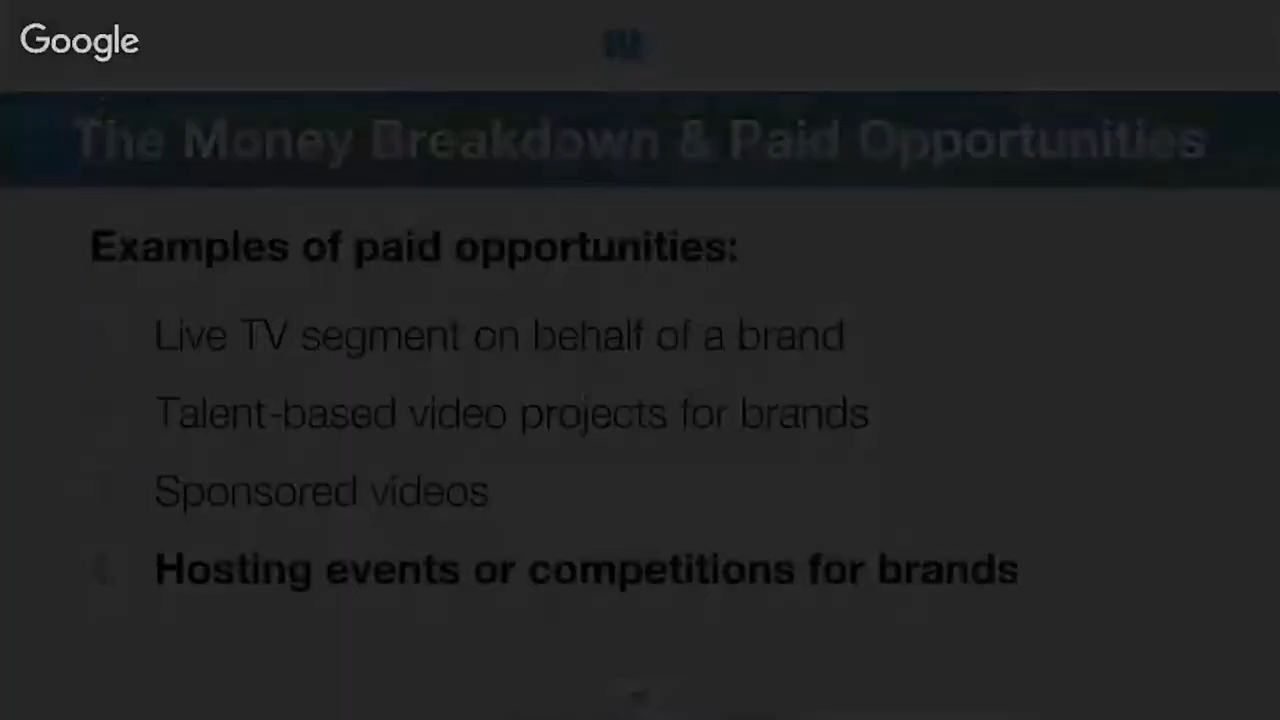 Google
The Money Breakdown & Paid Opportunities
Examples of paid opportunities:
Live TV segment on behalf of a brand
Talent-based video projects for brands
Sponsored videos
4. Hosting events or competitions for brands